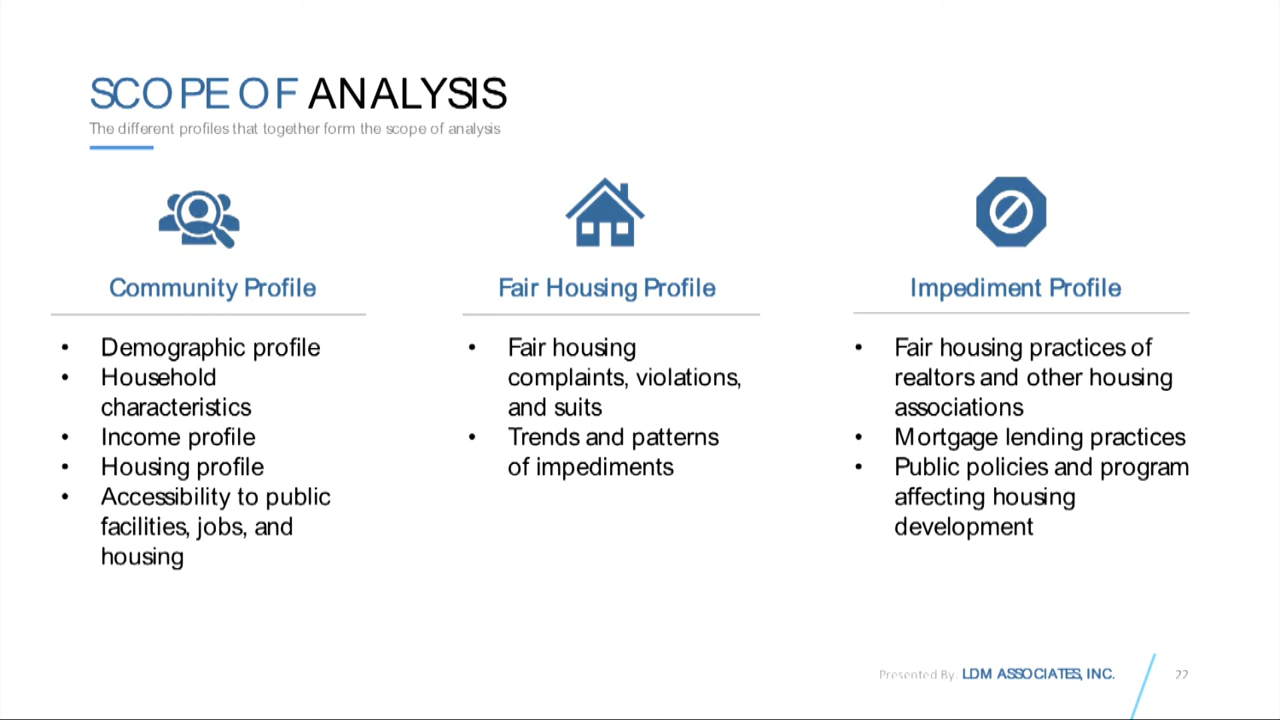 SCOPE OF ANALYSIS
The different profiles that together form the scope of analysis
Community Profile
• Demographic profile
• Household
characteristics
• Income profile
• Housing profile
• Accessibility to public
facilities, jobs, and
housing
Fair Housing Profile
• Fair housing
complaints, violations,
and suits
• Trends and patterns
of impediments
Impediment Profile
• Fair housing practices of
realtors and other housing
associations
• Mortgage lending practices
• Public policies and program
affecting housing
development
Presented By. LDM ASSOCIATES, INC.
22